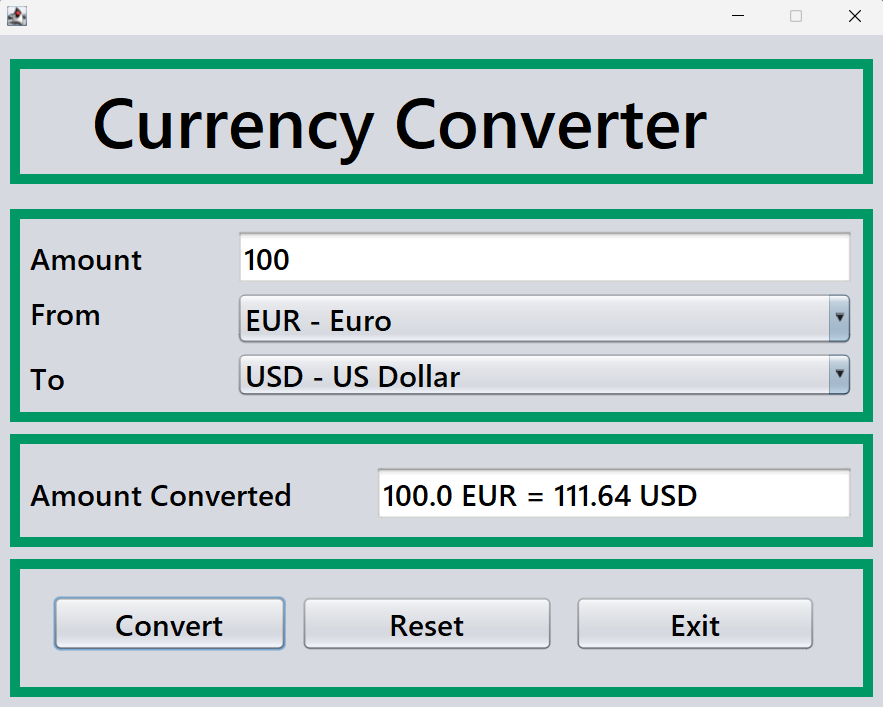 Currency Converter
Amount 100
From EUR - Euro
To USD - US Dollar
Amount Converted 100.0 EUR = 111.64 USD
Convert Reset Exit